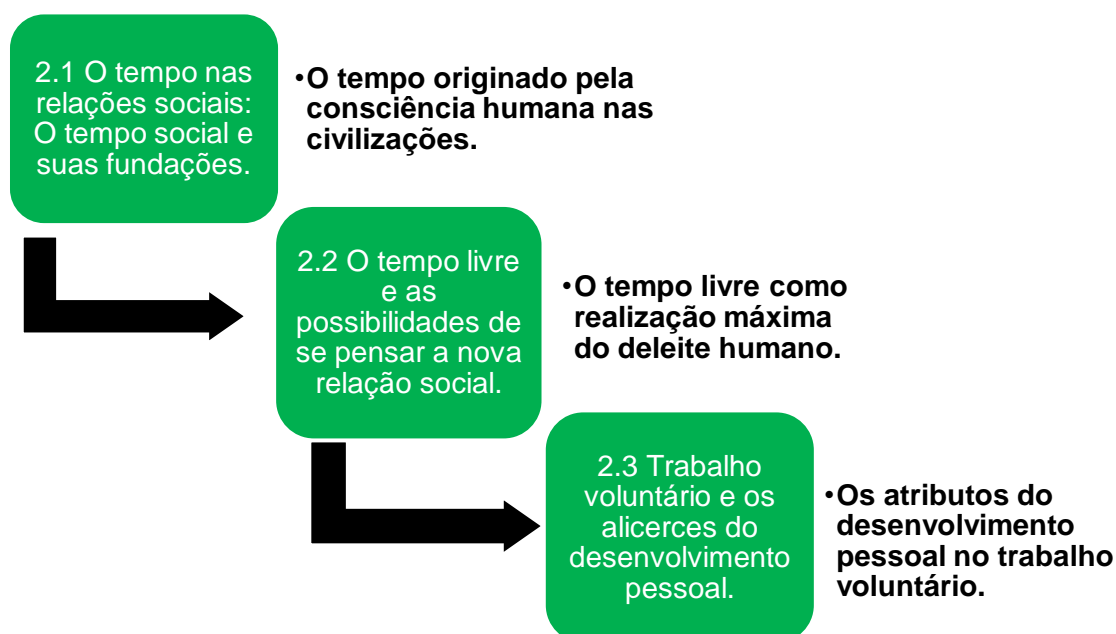 2.1 O tempo nas
relações sociais:
O tempo social e
suas fundações.
•O tempo originado pela
consciência humana nas
civilizações.
2.2 O tempo livre
e as
possibilidades de
se pensar a nova
relação social.
•O tempo livre como
realização máxima
do deleite humano.
2.3 Trabalho
voluntário e os
alicerces do
desenvolvimento
pessoal.
•Os atributos do
desenvolvimento
pessoal no trabalho
voluntário.